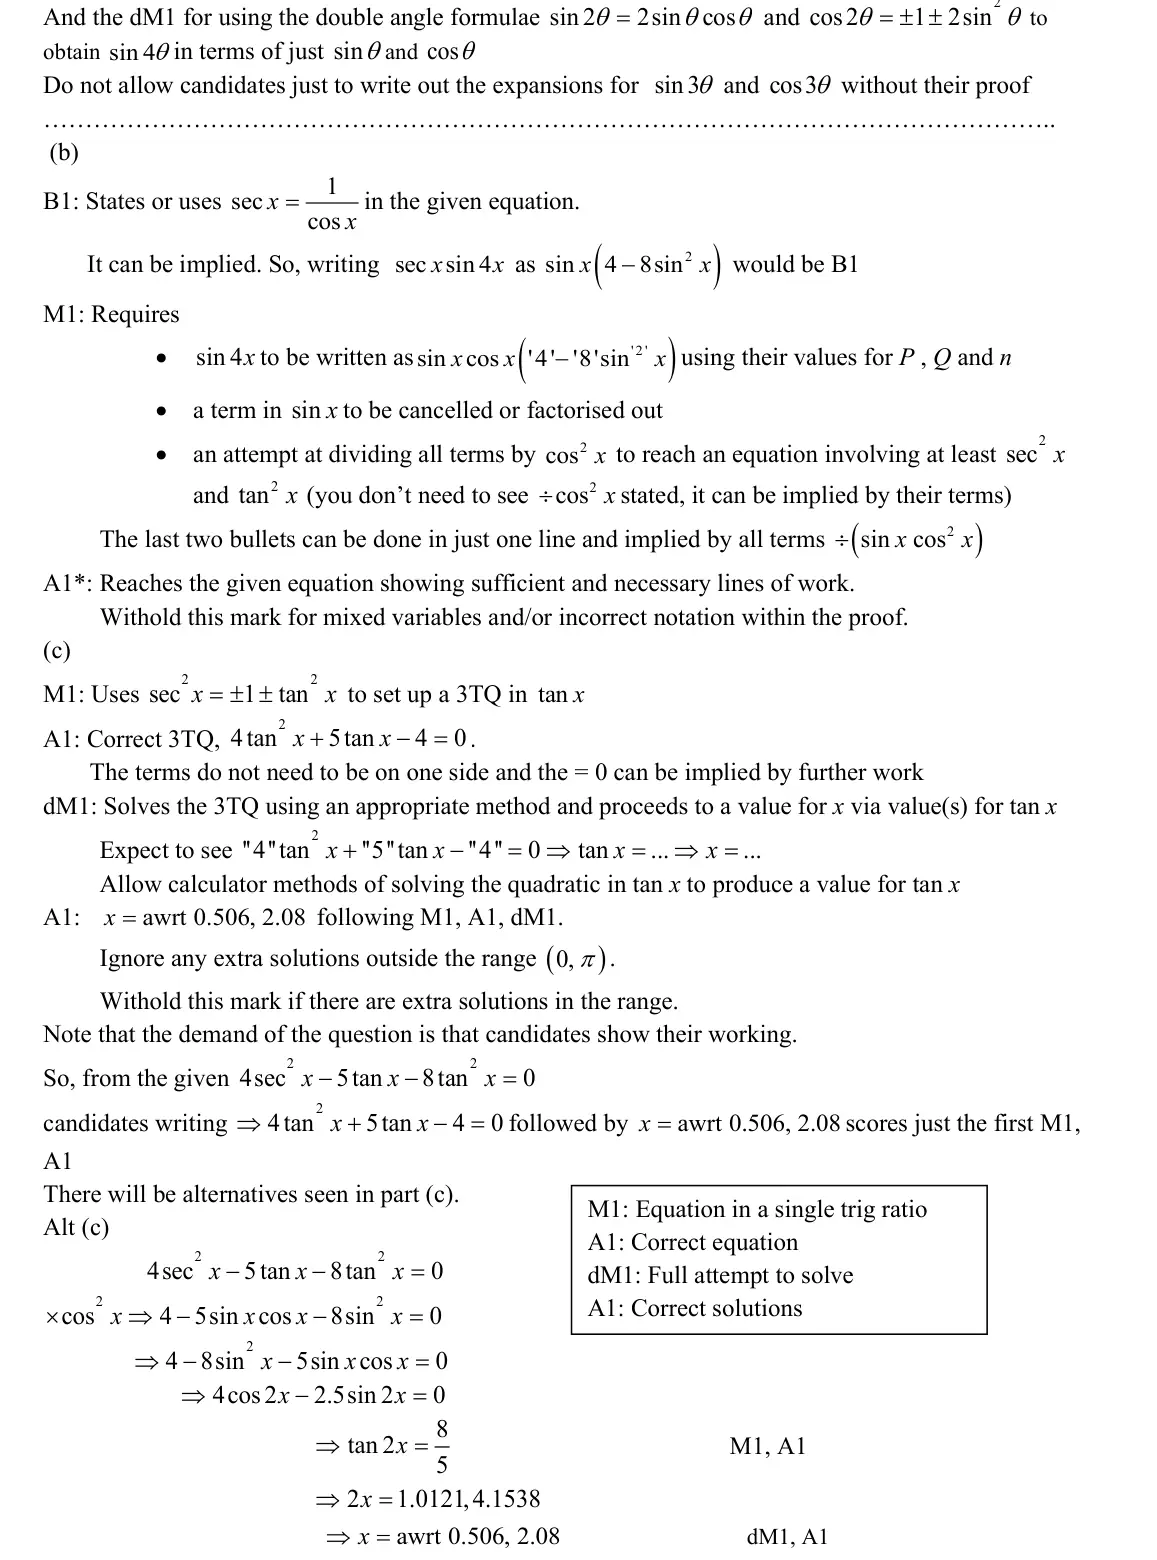 And the dM1 for using the double angle formulae sin 2θ = 2 sin θ cos θ and cos 2θ = ±1 ± 2 sin² θ to
obtain sin 4θ in terms of just sin θ and cos θ
Do not allow candidates just to write out the expansions for sin 3θ and cos 3θ without their proof
…………………………………………………………………………………………………………..
(b)
B1: States or uses sec x = 1/cos x in the given equation.
It can be implied. So, writing sec x sin 4x as sin x(4 – 8 sin² x) would be B1
M1: Requires
• sin 4x to be written as sin x cos x('4'– '8'sin'²' x) using their values for P , Q and n
• a term in sin x to be cancelled or factorised out
• an attempt at dividing all terms by cos² x to reach an equation involving at least sec² x
and tan² x (you don’t need to see ÷cos² x stated, it can be implied by their terms)
The last two bullets can be done in just one line and implied by all terms ÷(sin x cos² x)
A1*: Reaches the given equation showing sufficient and necessary lines of work.
Withold this mark for mixed variables and/or incorrect notation within the proof.
(c)
M1: Uses sec² x = ±1 ± tan² x to set up a 3TQ in tan x
A1: Correct 3TQ, 4 tan² x + 5 tan x – 4 = 0 .
The terms do not need to be on one side and the = 0 can be implied by further work
dM1: Solves the 3TQ using an appropriate method and proceeds to a value for x via value(s) for tan x
Expect to see "4" tan² x + "5" tan x – "4" = 0 ⇒ tan x = ... ⇒ x = ...
Allow calculator methods of solving the quadratic in tan x to produce a value for tan x
A1: x = awrt 0.506, 2.08 following M1, A1, dM1.
Ignore any extra solutions outside the range (0, π).
Withold this mark if there are extra solutions in the range.
Note that the demand of the question is that candidates show their working.
So, from the given 4 sec² x – 5 tan x – 8 tan² x = 0
candidates writing ⇒ 4 tan² x + 5 tan x – 4 = 0 followed by x = awrt 0.506, 2.08 scores just the first M1,
A1
There will be alternatives seen in part (c).
Alt (c)
M1: Equation in a single trig ratio
A1: Correct equation
dM1: Full attempt to solve
A1: Correct solutions
4 sec² x – 5 tan x – 8 tan² x = 0
×cos² x ⇒ 4 – 5 sin x cos x – 8 sin² x = 0
⇒ 4 – 8 sin² x – 5 sin x cos x = 0
⇒ 4 cos 2x – 2.5 sin 2x = 0
⇒ tan 2x = 8/5 M1, A1
⇒ 2x = 1.0121, 4.1538
⇒ x = awrt 0.506, 2.08 dM1, A1